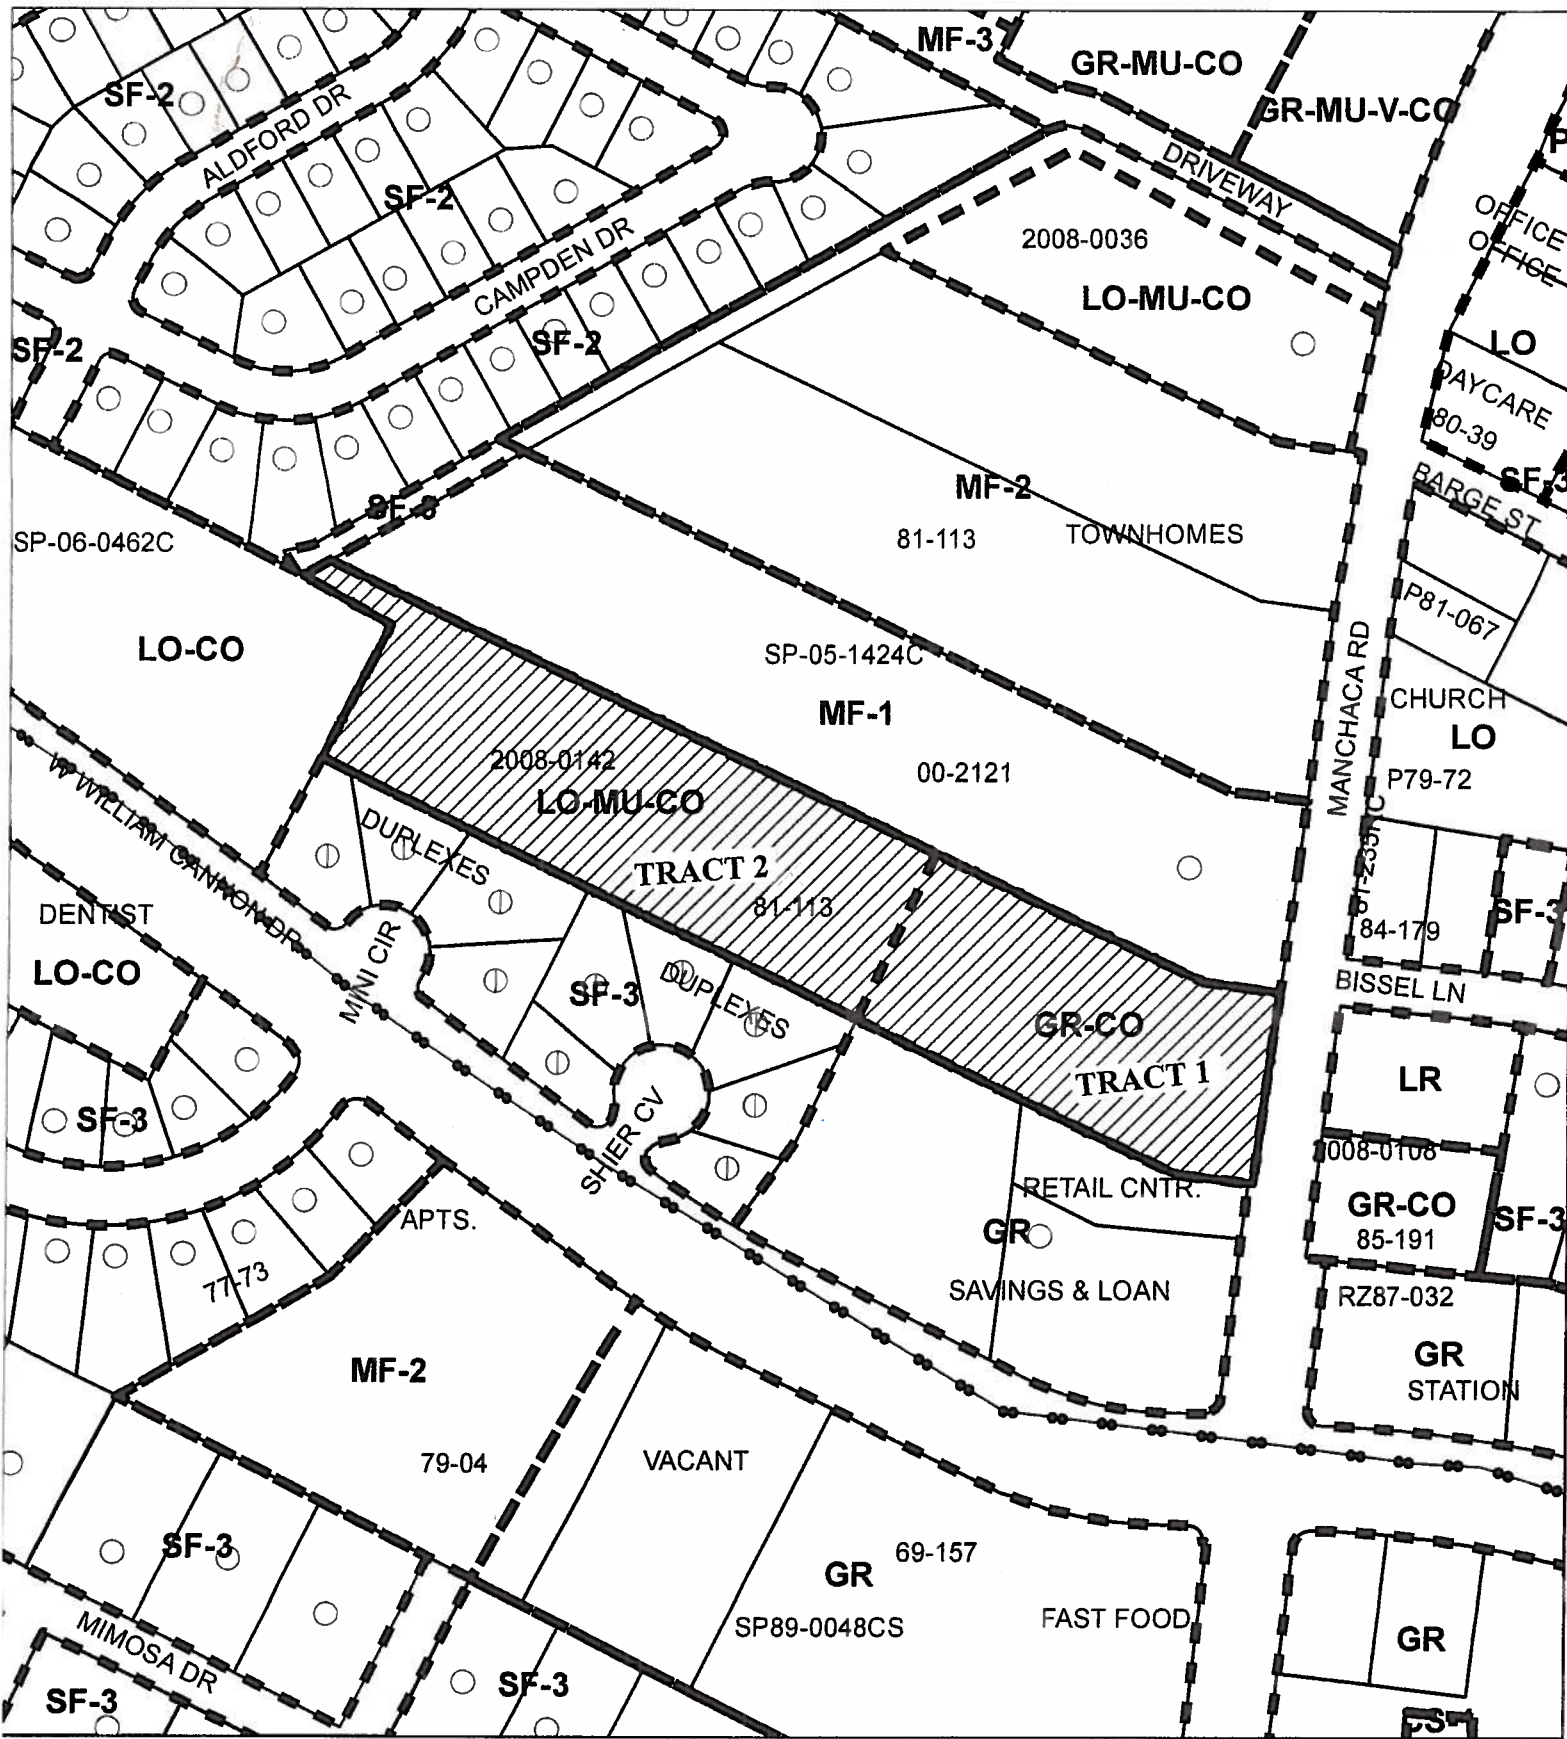 MF-3
GR-MU-CO
SF-2
GR-MU-V-CO
ALDFORD DR
DRIVEWAY
SF-2
OFFICE
OFFICE
CAMPDEN DR
2008-0036
LO-MU-CO
SF-2
SF-2
LO
DAYCARE
80-39
SF-3
BARGE ST
MF-2
81-113
TOWNHOMES
SP-06-0462C
P81-067
LO-CO
SP-05-1424C
MANCHACA RD
CHURCH
LO
MF-1
P79-72
00-2121
2008-0142
LO-MU-CO
W WILLIAM CANNON DR
DUPLEXES
TRACT 2
81-113
84-179
SF-3
DENTIST
LO-CO
MINI CIR
SF-3
DUPLEXES
BISSEL LN
GR-CO
TRACT 1
LR
SF-3
SHIER CV
008-0108
RETAIL CNTR.
GR-CO
85-191
SF-3
APTS.
GR
77-73
SAVINGS & LOAN
RZ87-032
GR
STATION
MF-2
79-04
VACANT
SF-3
69-157
GR
SP89-0048CS
FAST FOOD
GR
MIMOSA DR
SF-3
SF-3